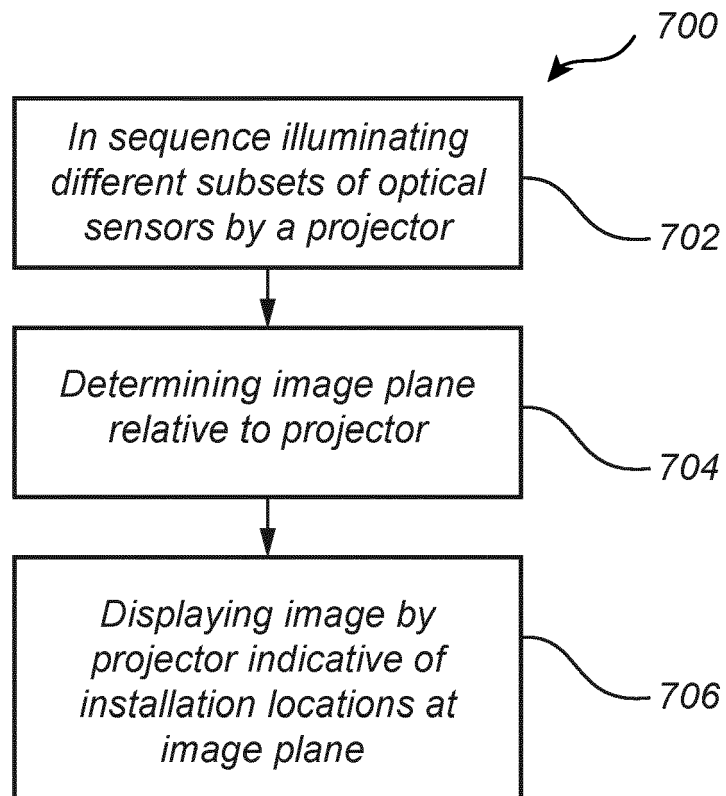 700
In sequence illuminating
different subsets of optical
sensors by a projector
702
Determining image plane
relative to projector
704
Displaying image by
projector indicative of
installation locations at
image plane
706